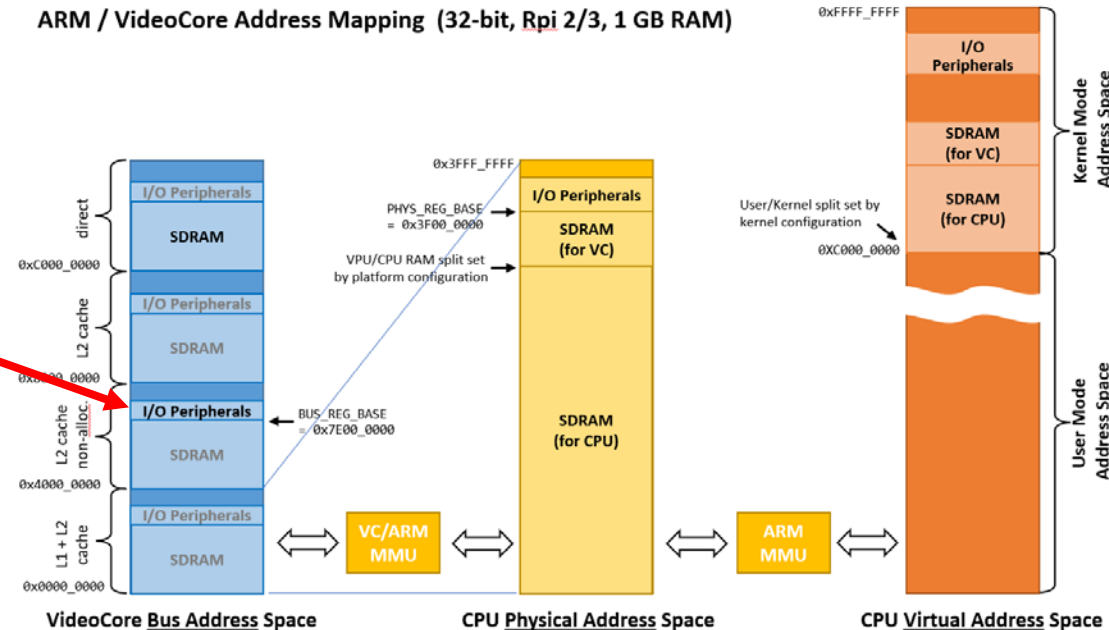 ARM / VideoCore Address Mapping (32-bit, Rpi 2/3, 1 GB RAM)
direct
0xC000_0000
L2 cache
0000
L2 cache
non-alloc.
0x4000_0000
L1 + L2
cache
0x0000_0000
I/O Peripherals
SDRAM
I/O Peripherals
SDRAM
I/O Peripherals
SDRAM
I/O Peripherals
SDRAM
BUS_REG_BASE
= 0x7E00_0000
VideoCore Bus Address Space
VC/ARM
MMU
0x3FFF_FFFF
PHYS_REG_BASE
= 0x3F00_0000
VPU/CPU RAM split set
by platform configuration
I/O Peripherals
SDRAM
(for VC)
SDRAM
(for CPU)
CPU Physical Address Space
ARM
MMU
0xFFFF_FFFF
I/O
Peripherals
SDRAM
(for VC)
SDRAM
(for CPU)
User/Kernel split set by
kernel configuration
0XC000_0000
Kernel Mode
Address Space
User Mode
Address Space
CPU Virtual Address Space